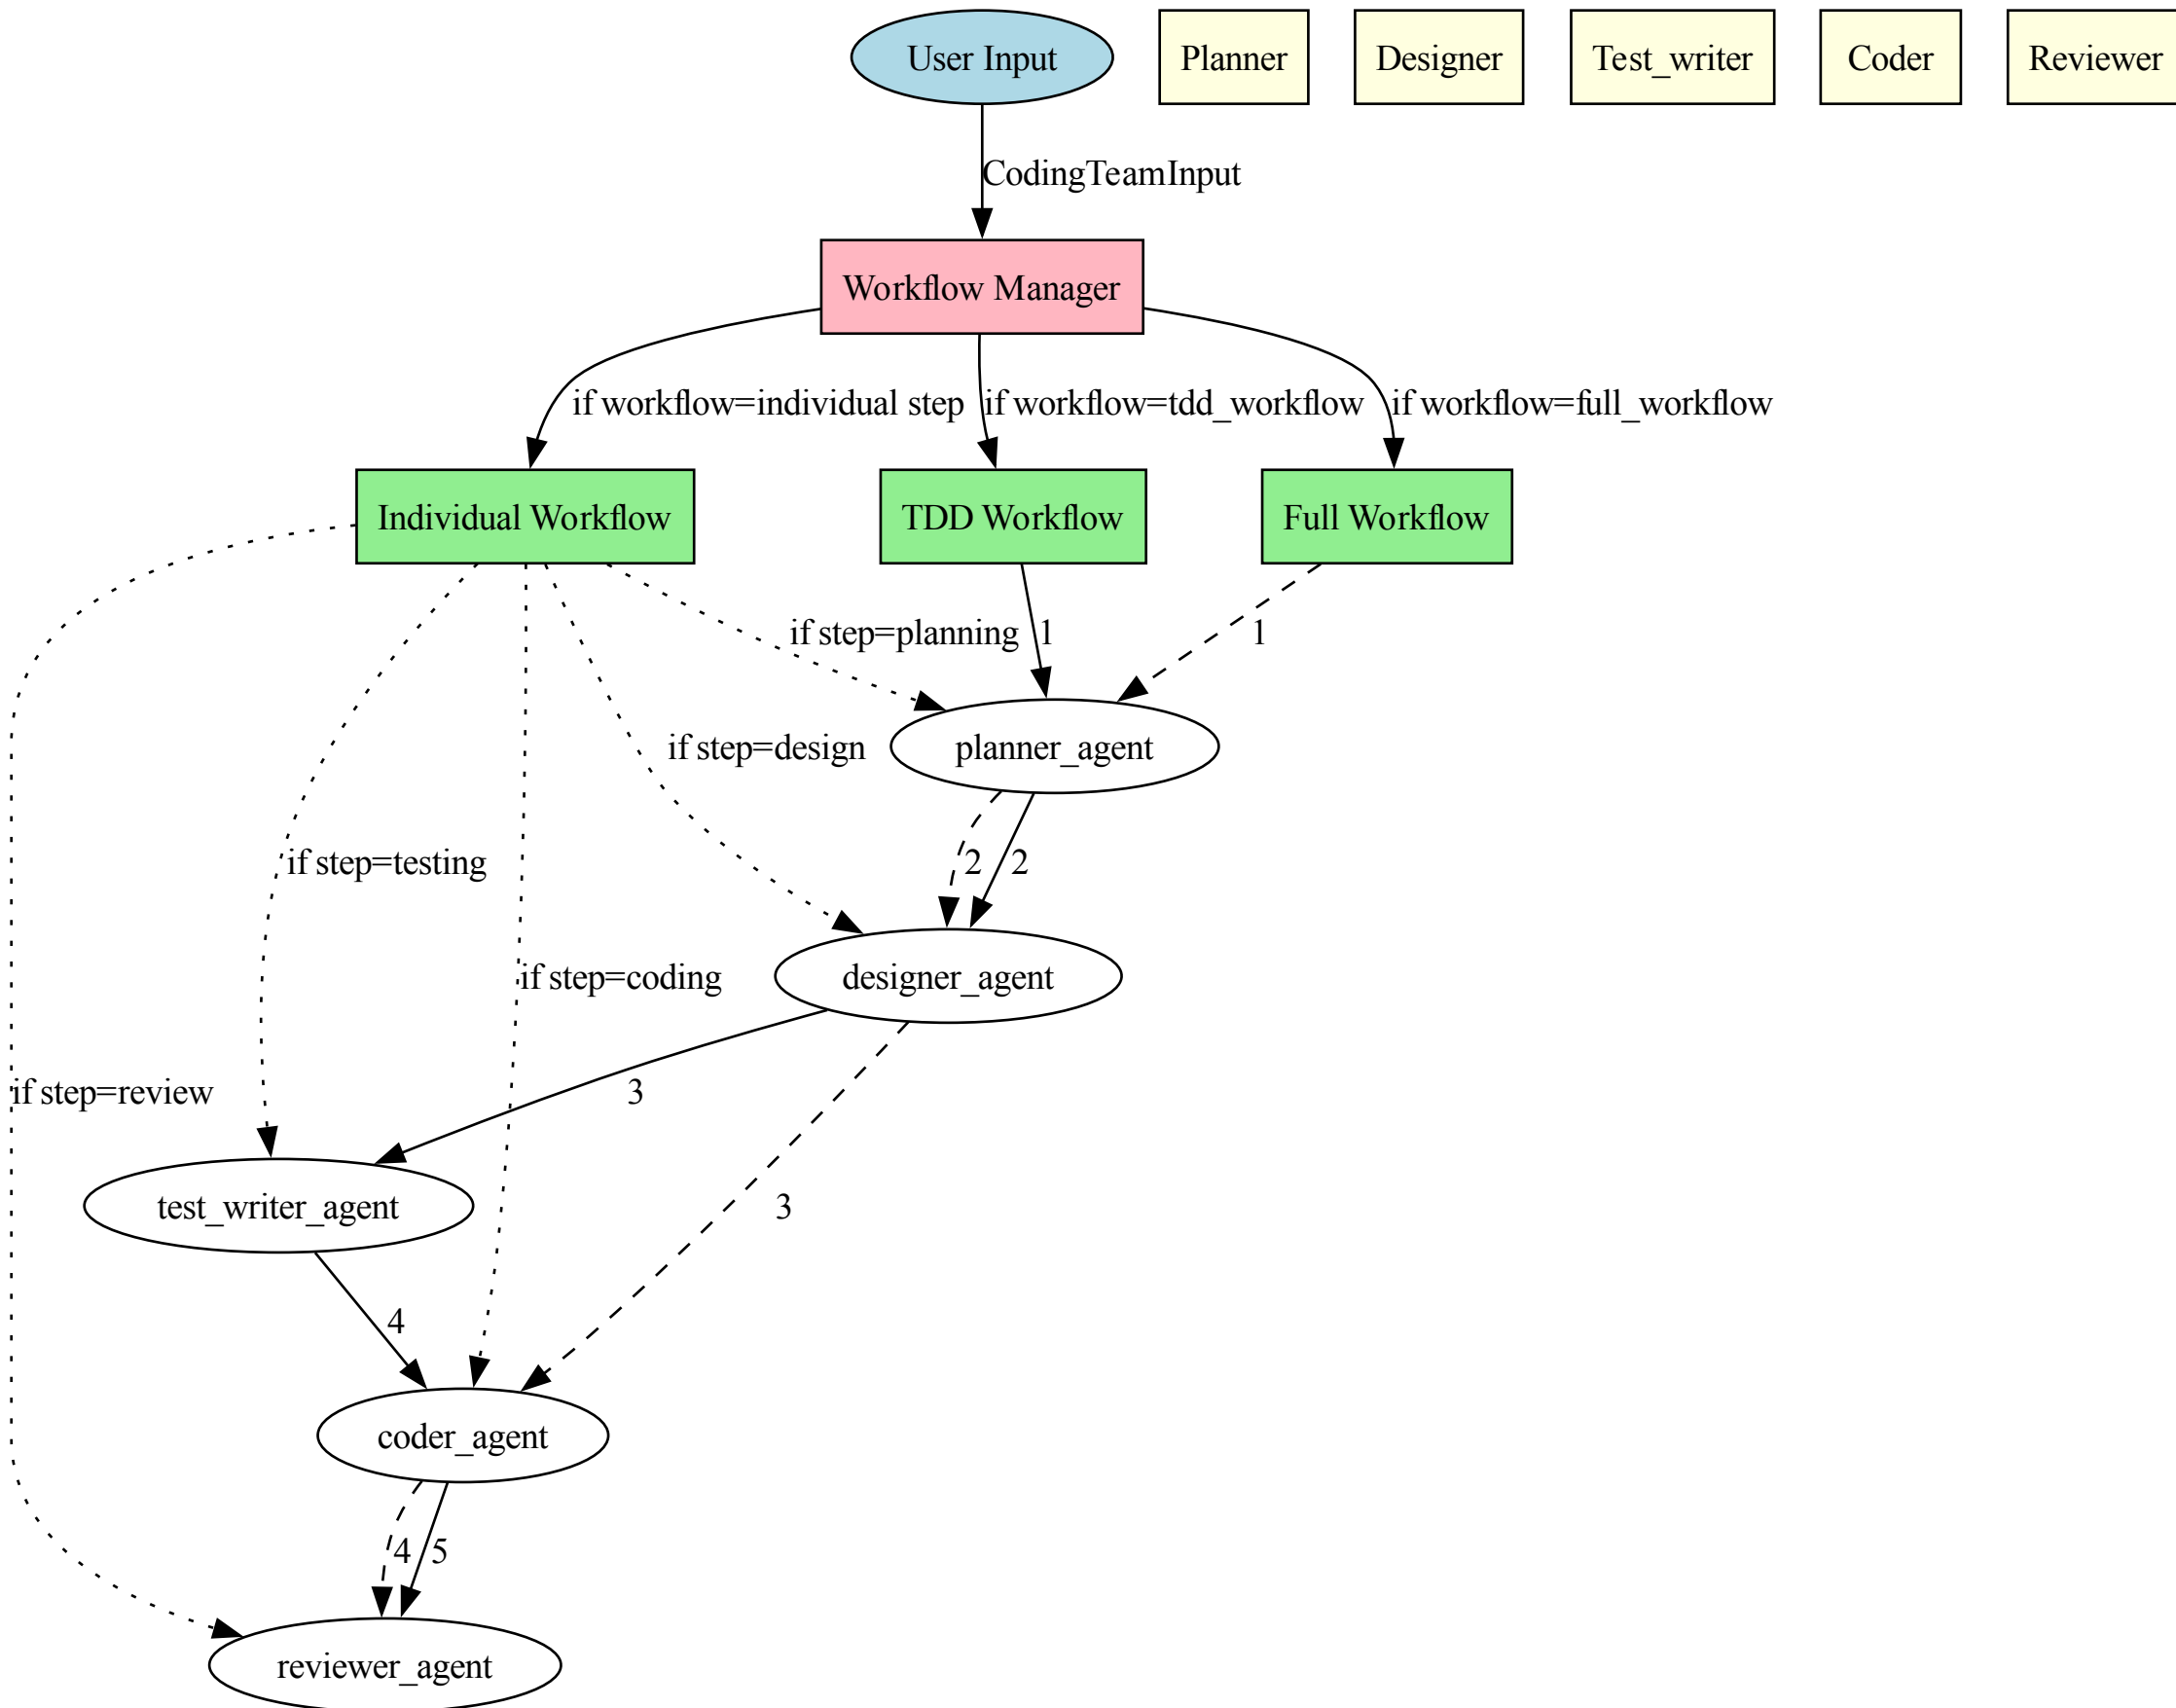 User Input
Planner
Designer
Test_writer
Coder
Reviewer
CodingTeamInput
Workflow Manager
if workflow=individual step
if workflow=tdd_workflow
if workflow=full_workflow
Individual Workflow
TDD Workflow
Full Workflow
if step=planning
1
1
if step=design
planner_agent
if step=testing
2
2
if step=coding
designer_agent
if step=review
3
test_writer_agent
3
4
coder_agent
4
5
reviewer_agent